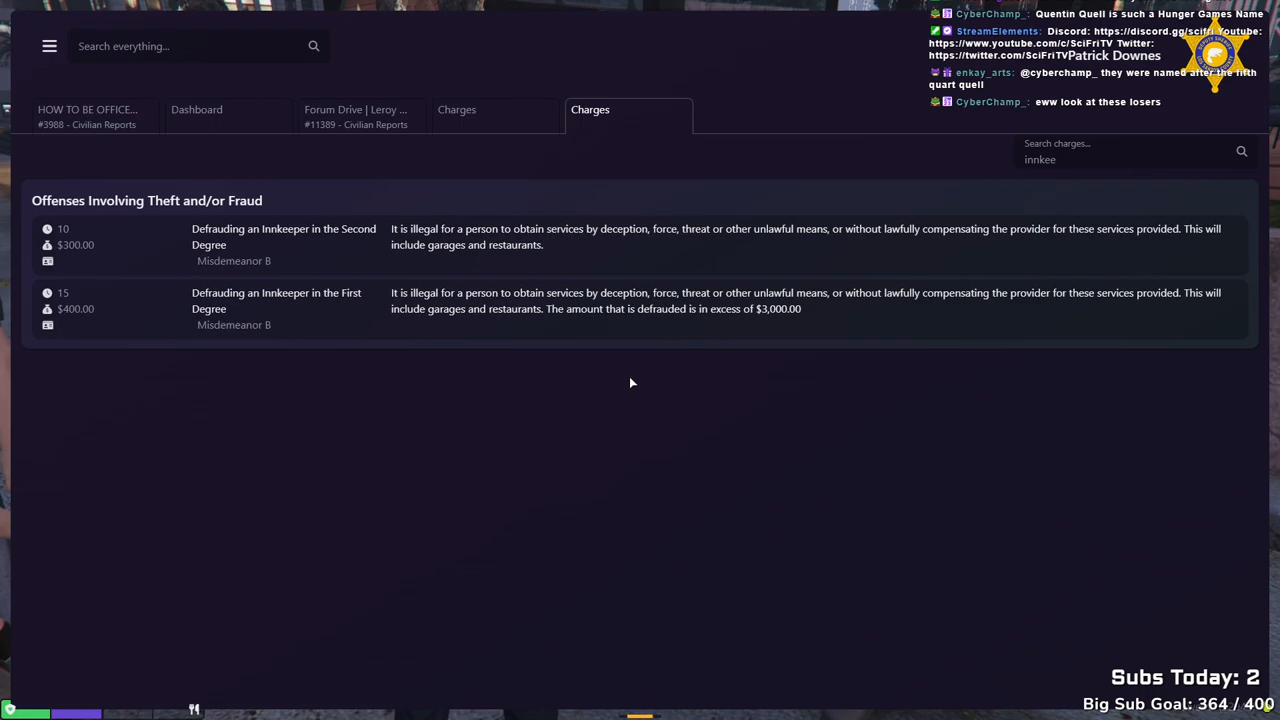 CyberChamp_: Quentin Quell is such a Hunger Games Name
StreamElements: Discord: https://discord.gg/scifri Youtube:
https://www.youtube.com/c/SciFriTV Twitter:
https://twitter.com/SciFriTV
Patrick Downes
enkay_arts: @cyberchamp_ they were named after the fifth
quart quell
CyberChamp_: eww look at these losers
Search everything...
HOW TO BE OFFICE...
#3988 - Civilian Reports
Dashboard
Forum Drive | Leroy ...
#11389 - Civilian Reports
Charges
Charges
Search charges...
innkee
Offenses Involving Theft and/or Fraud
10
$300.00
Defrauding an Innkeeper in the Second
Degree
Misdemeanor B
It is illegal for a person to obtain services by deception, force, threat or other unlawful means, or without lawfully compensating the provider for these services provided. This will
include garages and restaurants.
15
$400.00
Defrauding an Innkeeper in the First
Degree
Misdemeanor B
It is illegal for a person to obtain services by deception, force, threat or other unlawful means, or without lawfully compensating the provider for these services provided. This will
include garages and restaurants. The amount that is defrauded is in excess of $3,000.00
Subs Today: 2
Big Sub Goal: 364 / 400